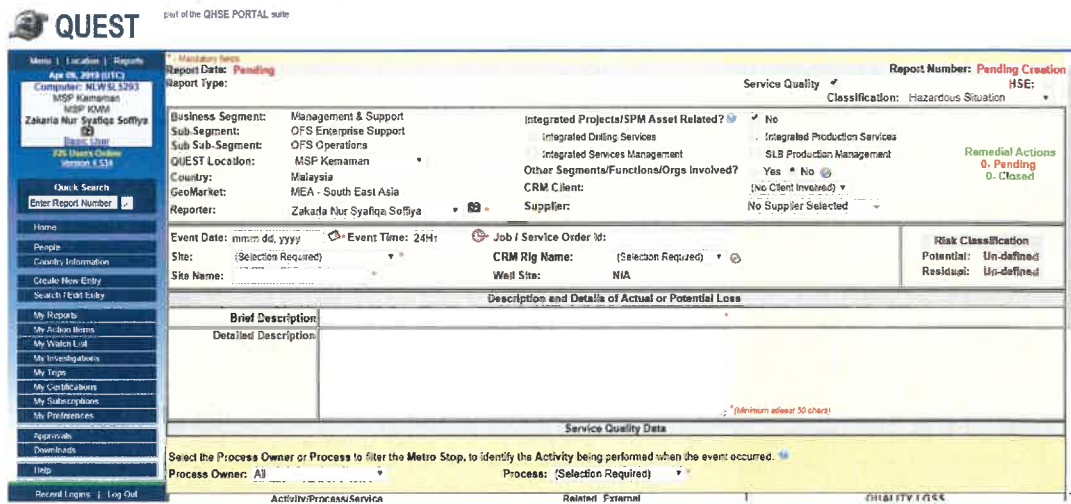 QUEST
part of the QHSE PORTAL suite
Menu | Location | Reports
Apr 09, 2019 (UTC)
Computer: NLWSL5293
MSP Kemaman
MSP KMM
Zakaria Nur Syafiqa Soffiya
Basic User
Users Online
Version
Quick Search
Enter Report Number
Home
People
Country Information
Create New Entry
Search / Edit Entry
My Reports
My Action Items
My Watch List
My Investigations
My Trips
My Certifications
My Subscriptions
My Preferences
Approvals
Downloads
Help
Recent Logins | Log Out
* - Mandatory fields
Report Date: Pending
Report Number: Pending Creation
Report Type:
Service Quality
HSE:
Classification: Hazardous Situation
Business Segment: Management & Support
Sub-Segment: OFS Enterprise Support
Sub Sub-Segment: OFS Operations
QUEST Location: MSP Kemaman
Country: Malaysia
GeoMarket: MEA - South East Asia
Reporter: Zakaria Nur Syafiqa Soffiya
Integrated Projects/SPM Asset Related? No
Integrated Drilling Services
Integrated Production Services
Integrated Services Management
SLB Production Management
Other Segments/Functions/Orgs Involved? Yes No
CRM Client: (No Client Involved)
Supplier: No Supplier Selected
Remedial Actions
0- Pending
0- Closed
Event Date: mmm dd, yyyy
Event Time: 24Hr
Job / Service Order Id:
Site: (Selection Required)
CRM Rig Name: (Selection Required)
Site Name:
Well Site: N/A
Risk Classification
Potential: Un-defined
Residual: Un-defined
Description and Details of Actual or Potential Loss
Brief Description
Detailed Description
*(Minimum atleast 50 chars)
Service Quality Data
Select the Process Owner or Process to filter the Metro Stop, to identify the Activity being performed when the event occurred.
Process Owner: All
Process: (Selection Required)
Activity/Process/Service
Related External
QUALITY LOSS